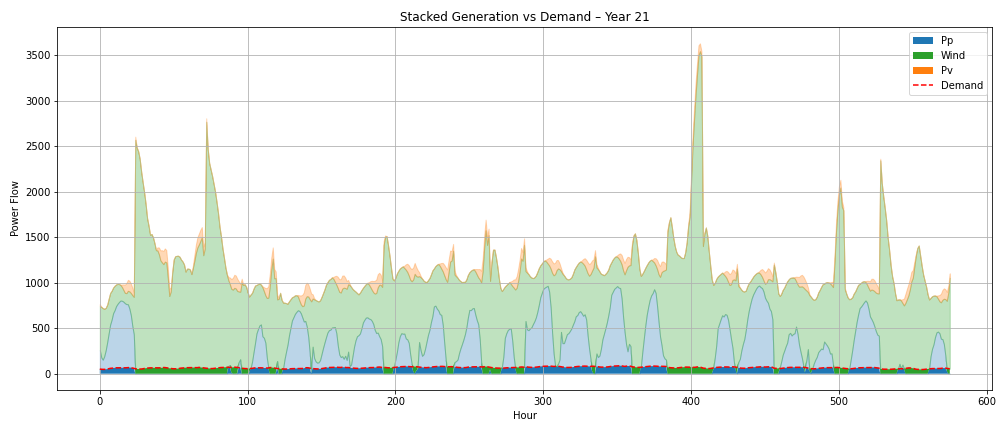 Stacked Generation vs Demand – Year 21
Power Flow
3500
3000
2500
2000
1500
1000
500
0
0
100
200
300
400
500
600
Hour
Pp
Wind
Pv
Demand